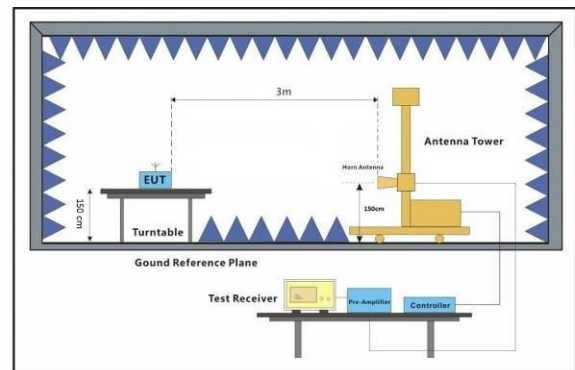 3m
Antenna Tower
Horn Antenna
EUT
150 cm
150cm
Turntable
Gound Reference Plane
Test Receiver
Pre-Amplifier
Controller